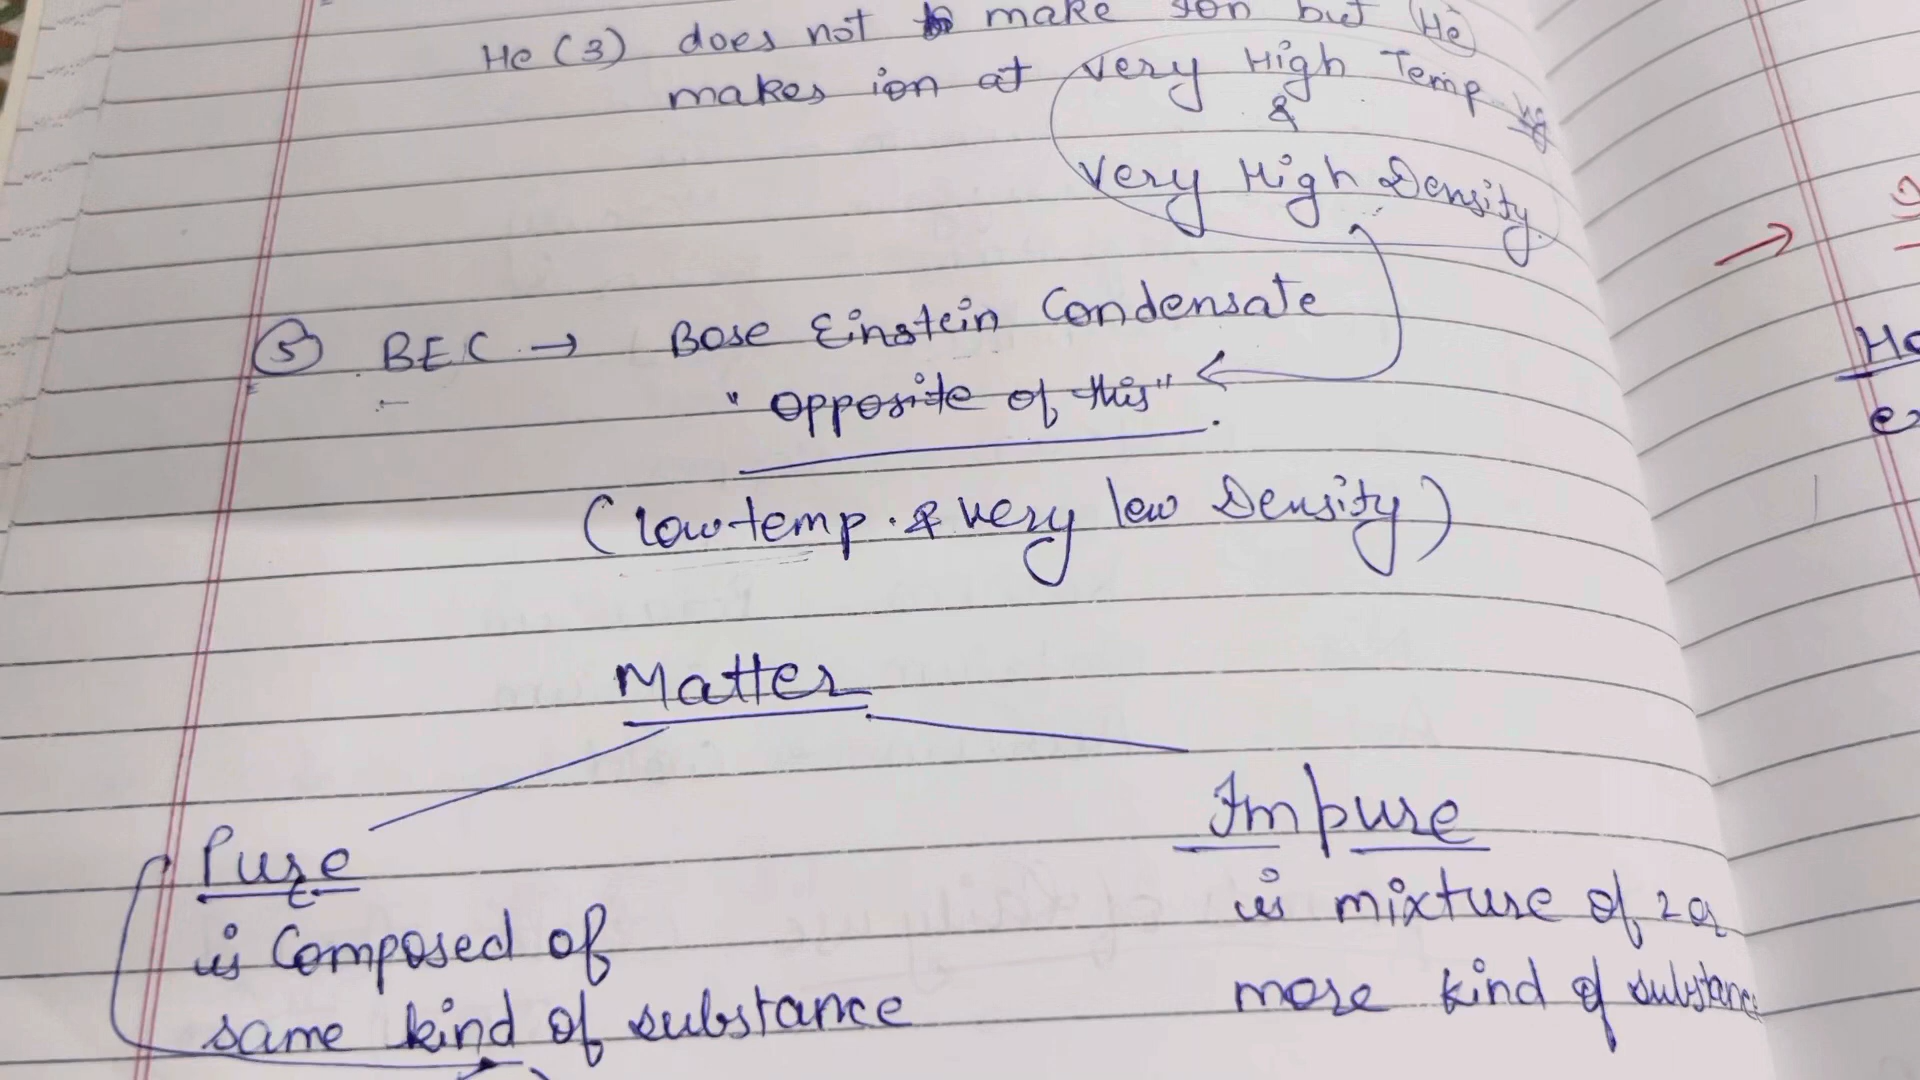 He (3) does not make ion but He
makes ion at very High Temp
&
very High Density
5 BEC → Bose Einstein Condensate
"opposite of this"
(low temp. & very low Density)
Matter
Pure
is composed of
same kind of substance
Impure
is mixture of 2 or
more kind of substance